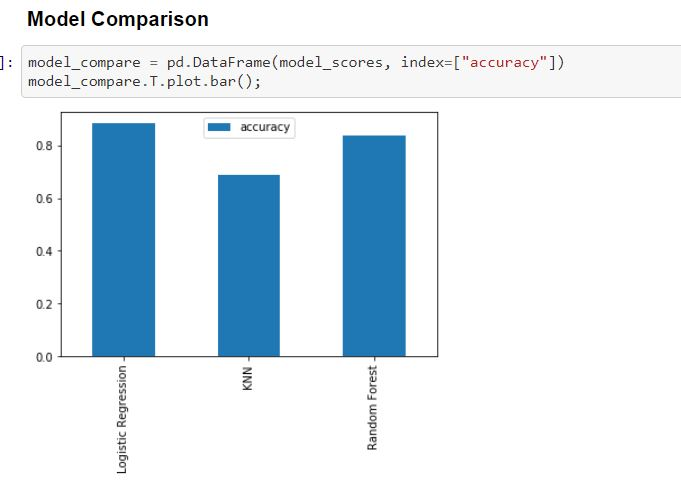 Model Comparison
]: model_compare = pd.DataFrame(model_scores, index=["accuracy"])
model_compare.T.plot.bar();
accuracy
0.8
0.6
0.4
0.2
0.0
Logistic Regression
KNN
Random Forest